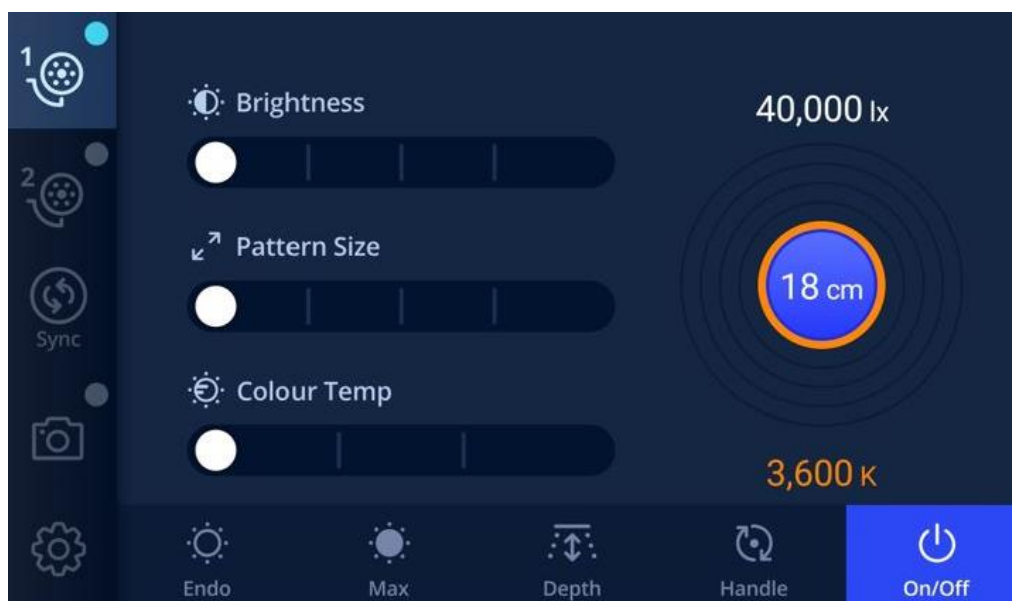 1
2
Sync
Brightness
Pattern Size
Colour Temp
40,000 lx
18 cm
3,600 K
Endo
Max
Depth
Handle
On/Off